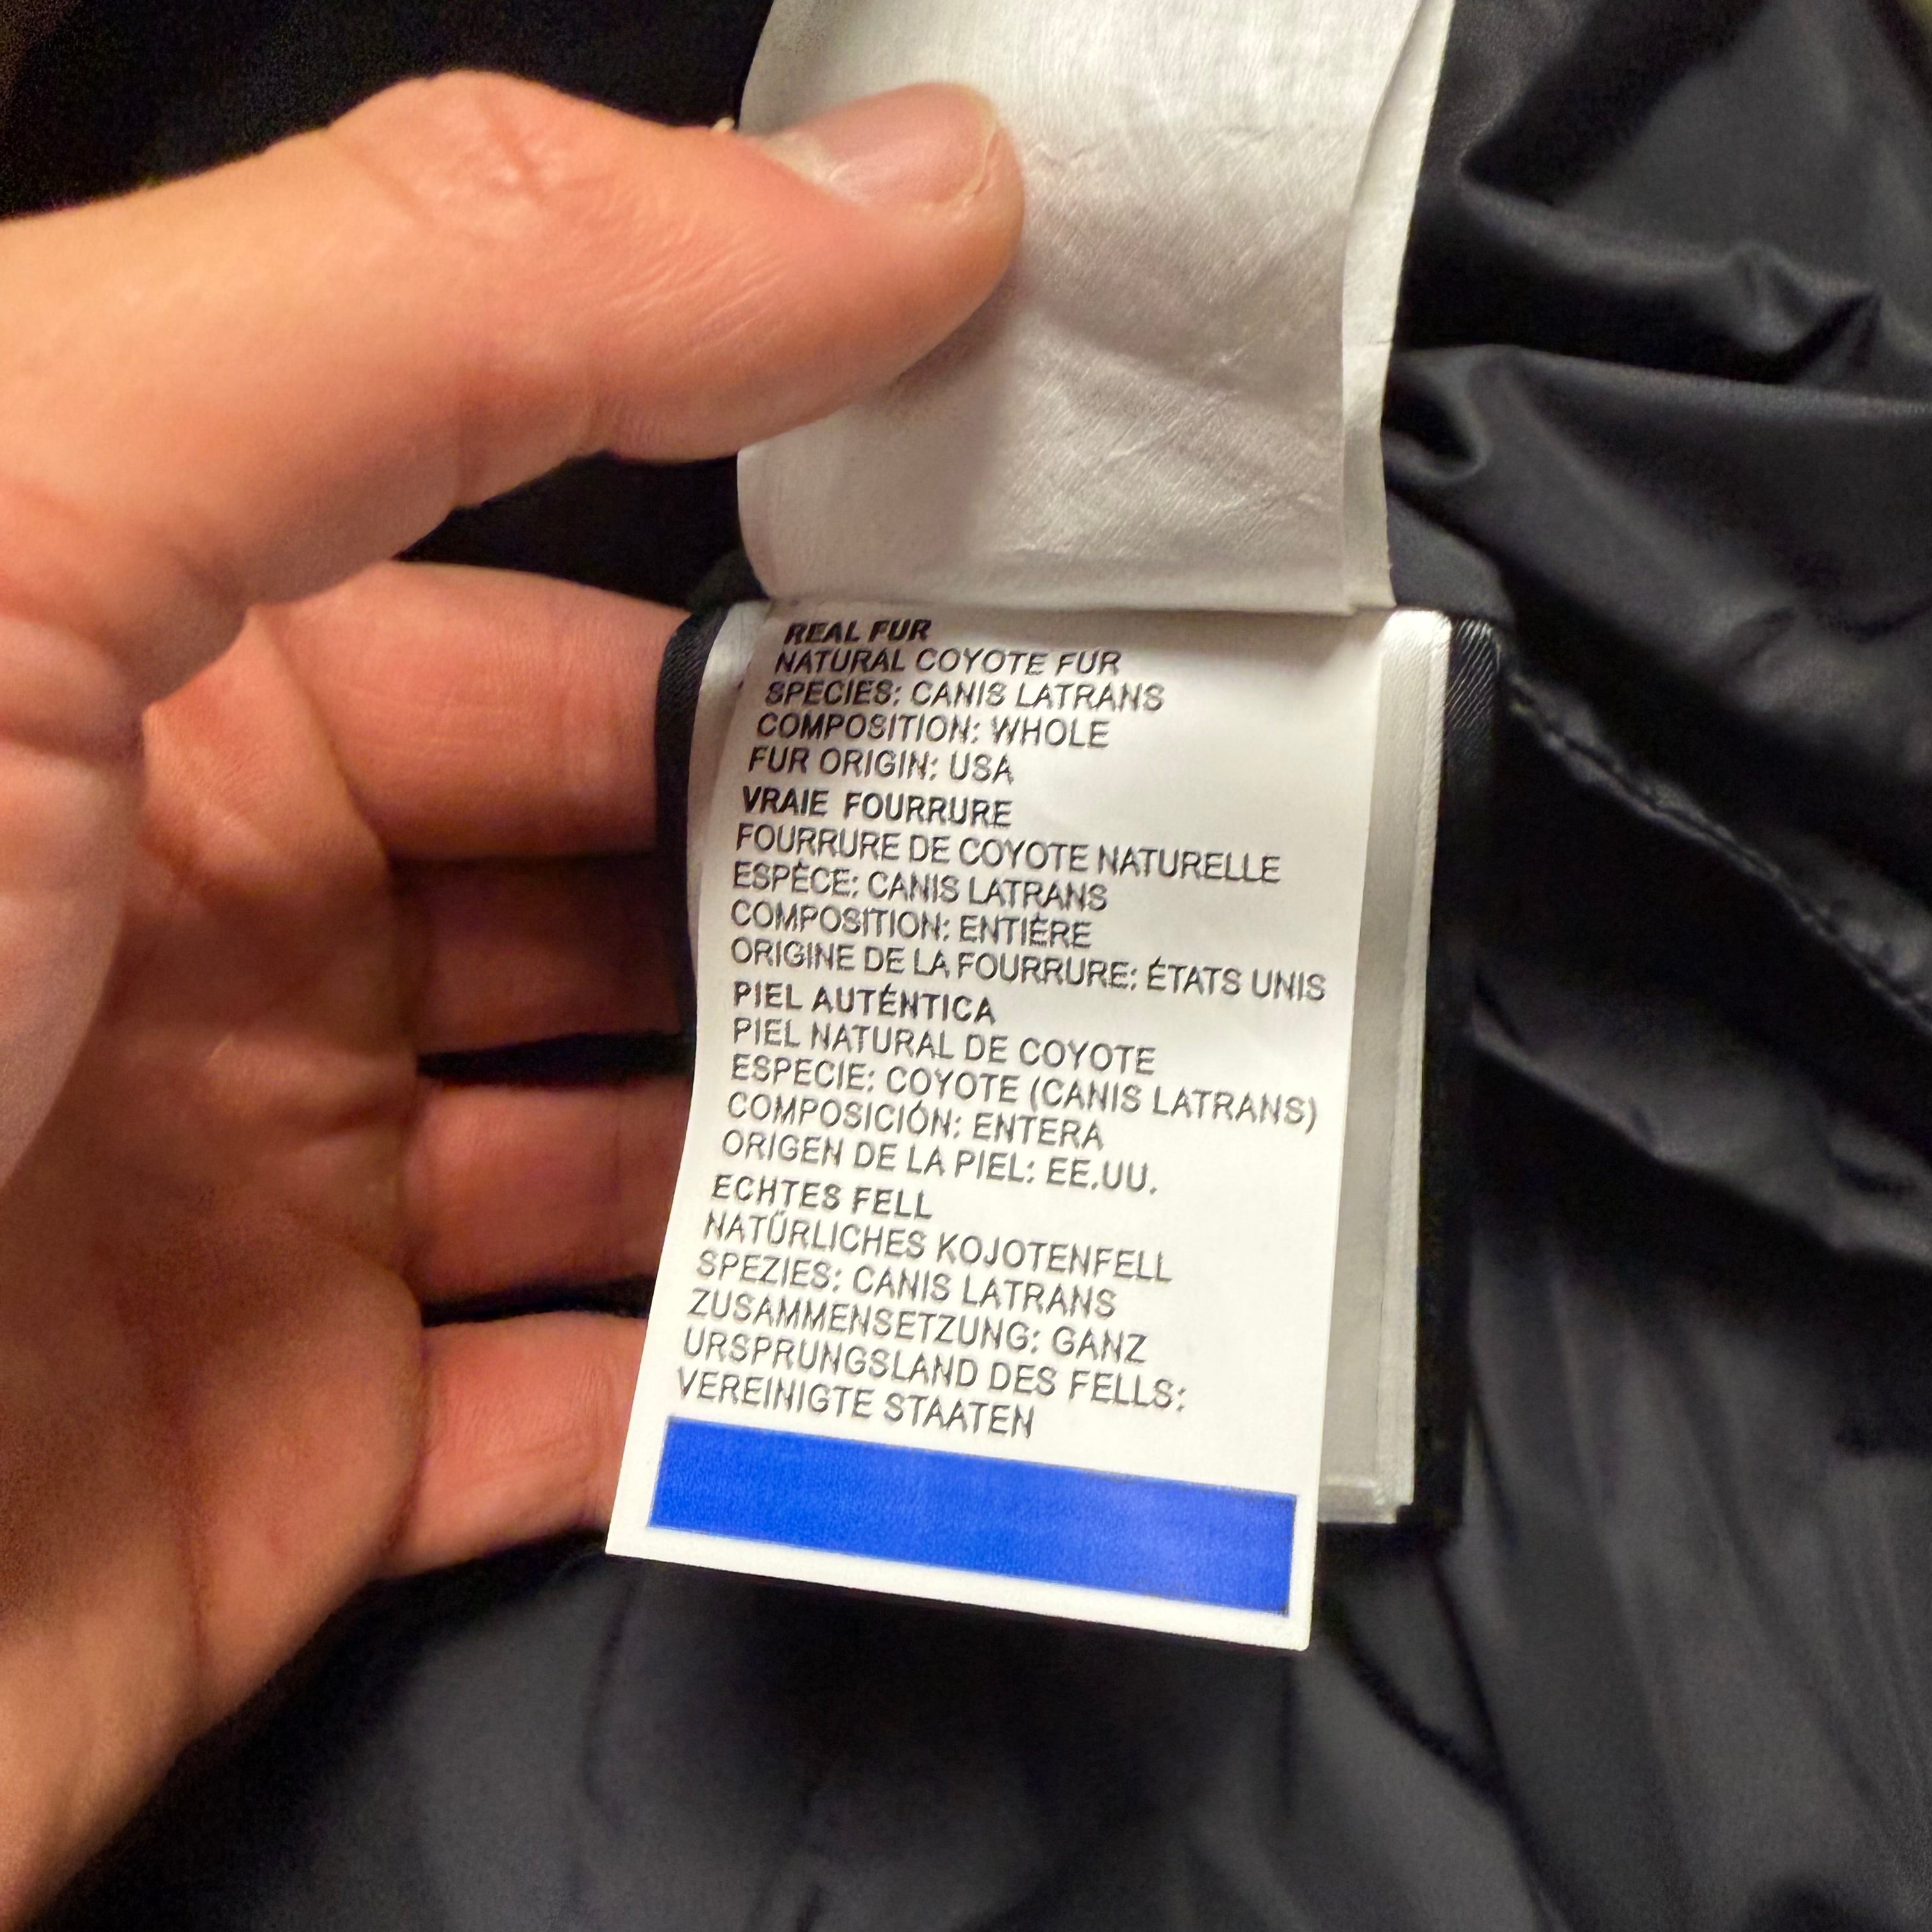 REAL FUR
NATURAL COYOTE FUR
SPECIES: CANIS LATRANS
COMPOSITION: WHOLE
FUR ORIGIN: USA
VRAIE FOURRURE
FOURRURE DE COYOTE NATURELLE
ESPÈCE: CANIS LATRANS
COMPOSITION: ENTIÈRE
ORIGINE DE LA FOURRURE: ÉTATS UNIS
PIEL AUTÉNTICA
PIEL NATURAL DE COYOTE
ESPECIE: COYOTE (CANIS LATRANS)
COMPOSICIÓN: ENTERA
ORIGEN DE LA PIEL: EE.UU.
ECHTES FELL
NATÜRLICHES KOJOTENFELL
SPEZIES: CANIS LATRANS
ZUSAMMENSETZUNG: GANZ
URSPRUNGSLAND DES FELLS:
VEREINIGTE STAATEN